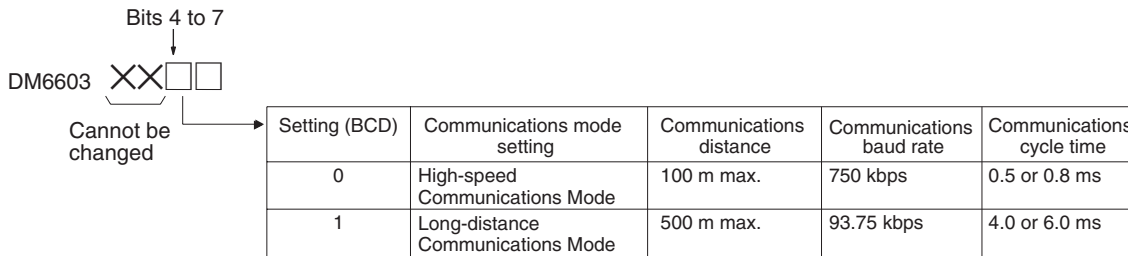 Bits 4 to 7
DM6603
Cannot be
changed
Setting (BCD) Communications mode setting Communications distance Communications baud rate Communications cycle time
0 High-speed Communications Mode 100 m max. 750 kbps 0.5 or 0.8 ms
1 Long-distance Communications Mode 500 m max. 93.75 kbps 4.0 or 6.0 ms